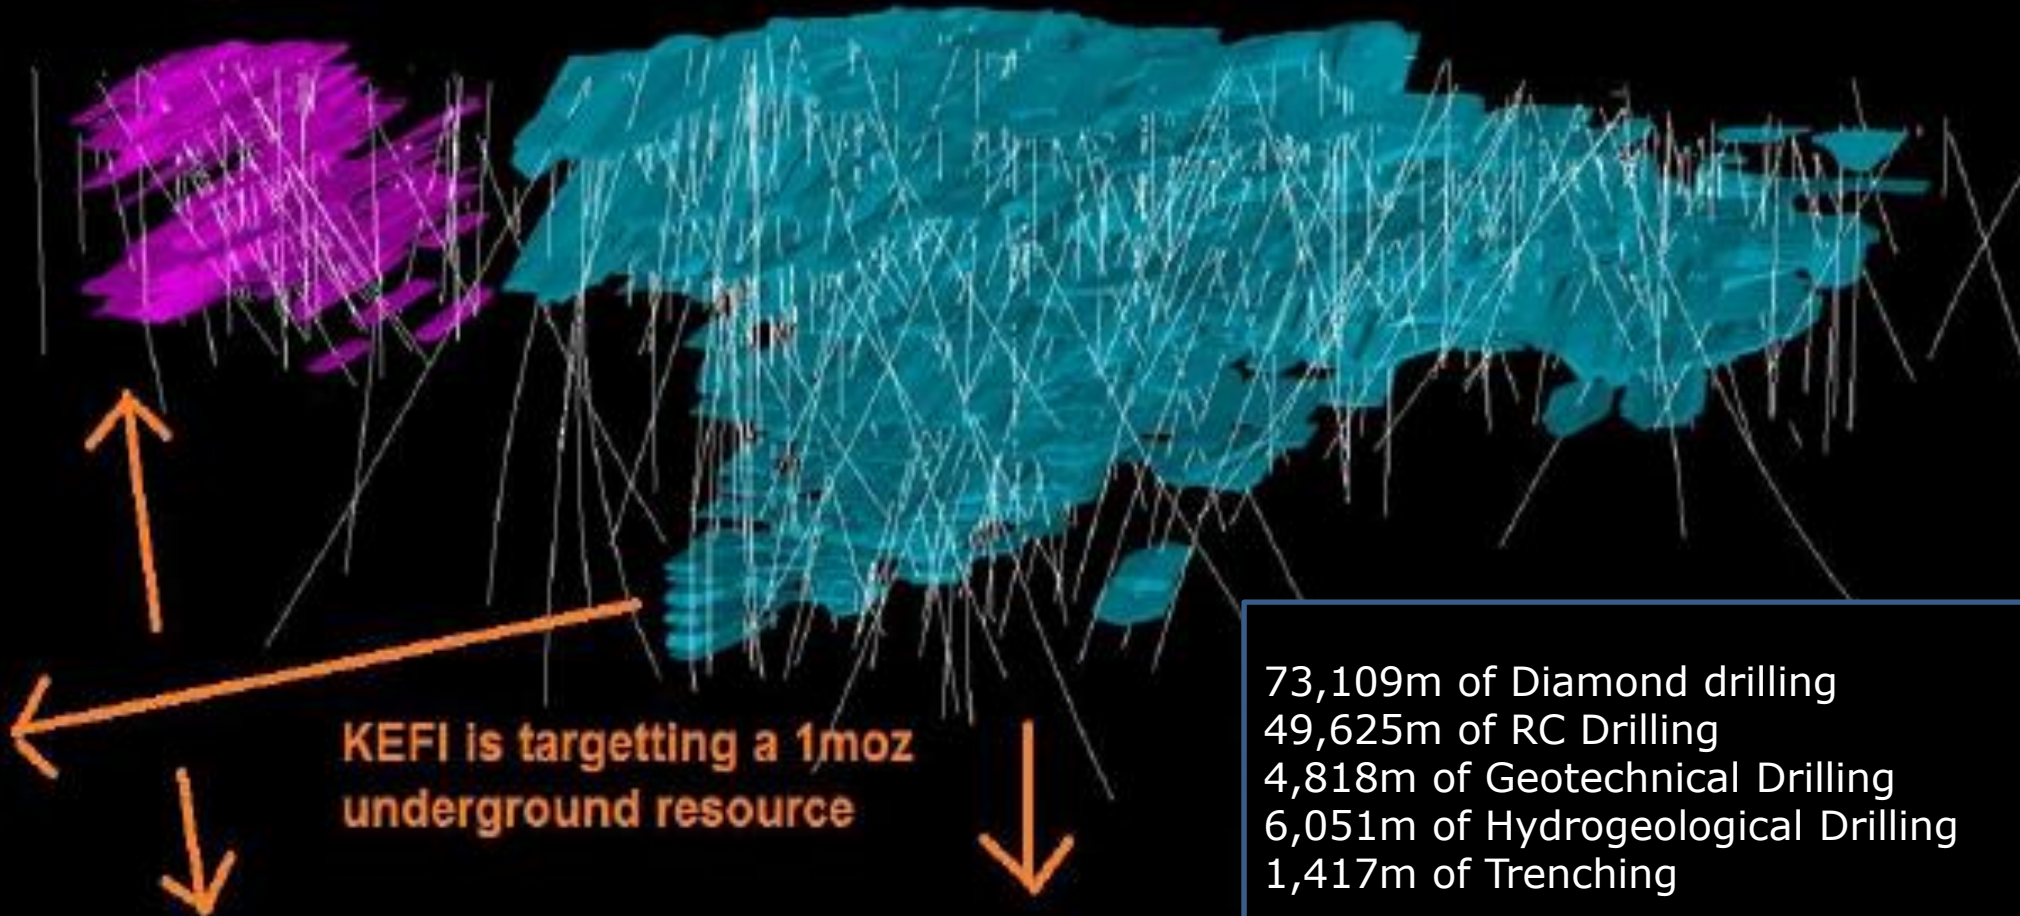 KEFI is targetting a 1moz
underground resource
73,109m of Diamond drilling
49,625m of RC Drilling
4,818m of Geotechnical Drilling
6,051m of Hydrogeological Drilling
1,417m of Trenching